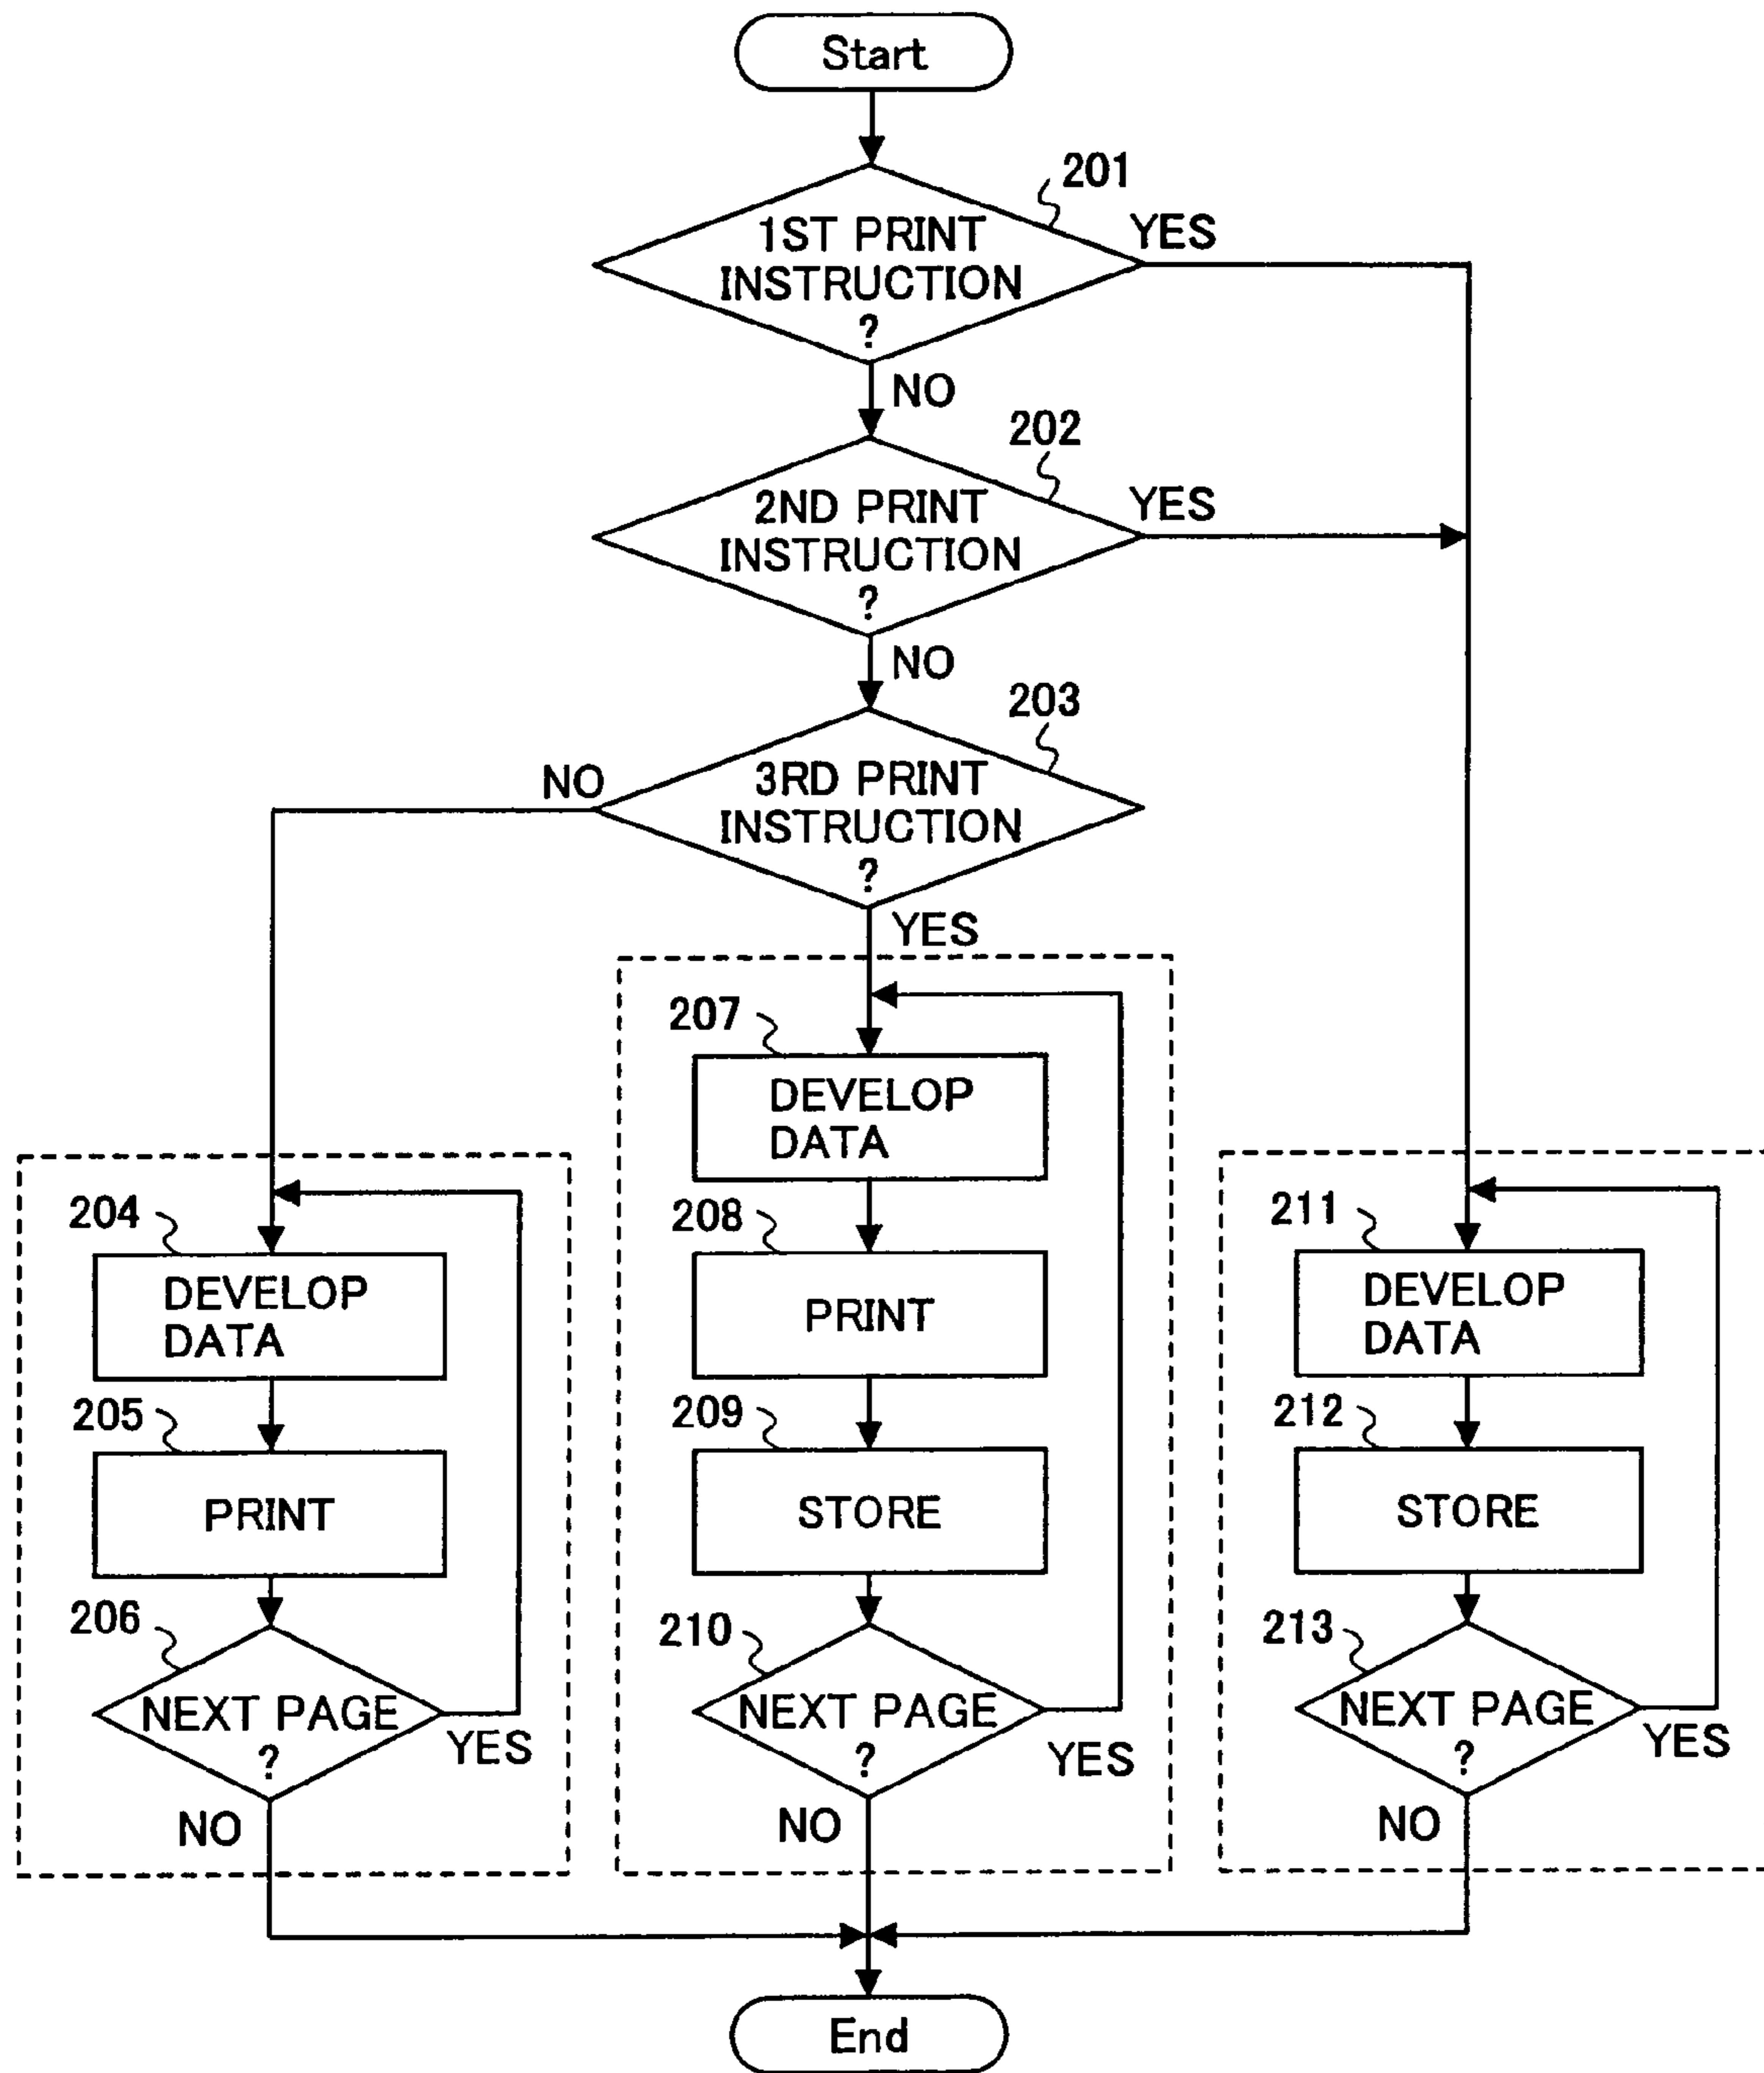 Start
201
1ST PRINT
INSTRUCTION
?
YES
NO
202
2ND PRINT
INSTRUCTION
?
YES
NO
203
3RD PRINT
INSTRUCTION
?
NO
YES
204
DEVELOP
DATA
205
PRINT
206
NEXT PAGE
?
YES
NO
207
DEVELOP
DATA
208
PRINT
209
STORE
210
NEXT PAGE
?
YES
NO
211
DEVELOP
DATA
212
STORE
213
NEXT PAGE
?
YES
NO
End